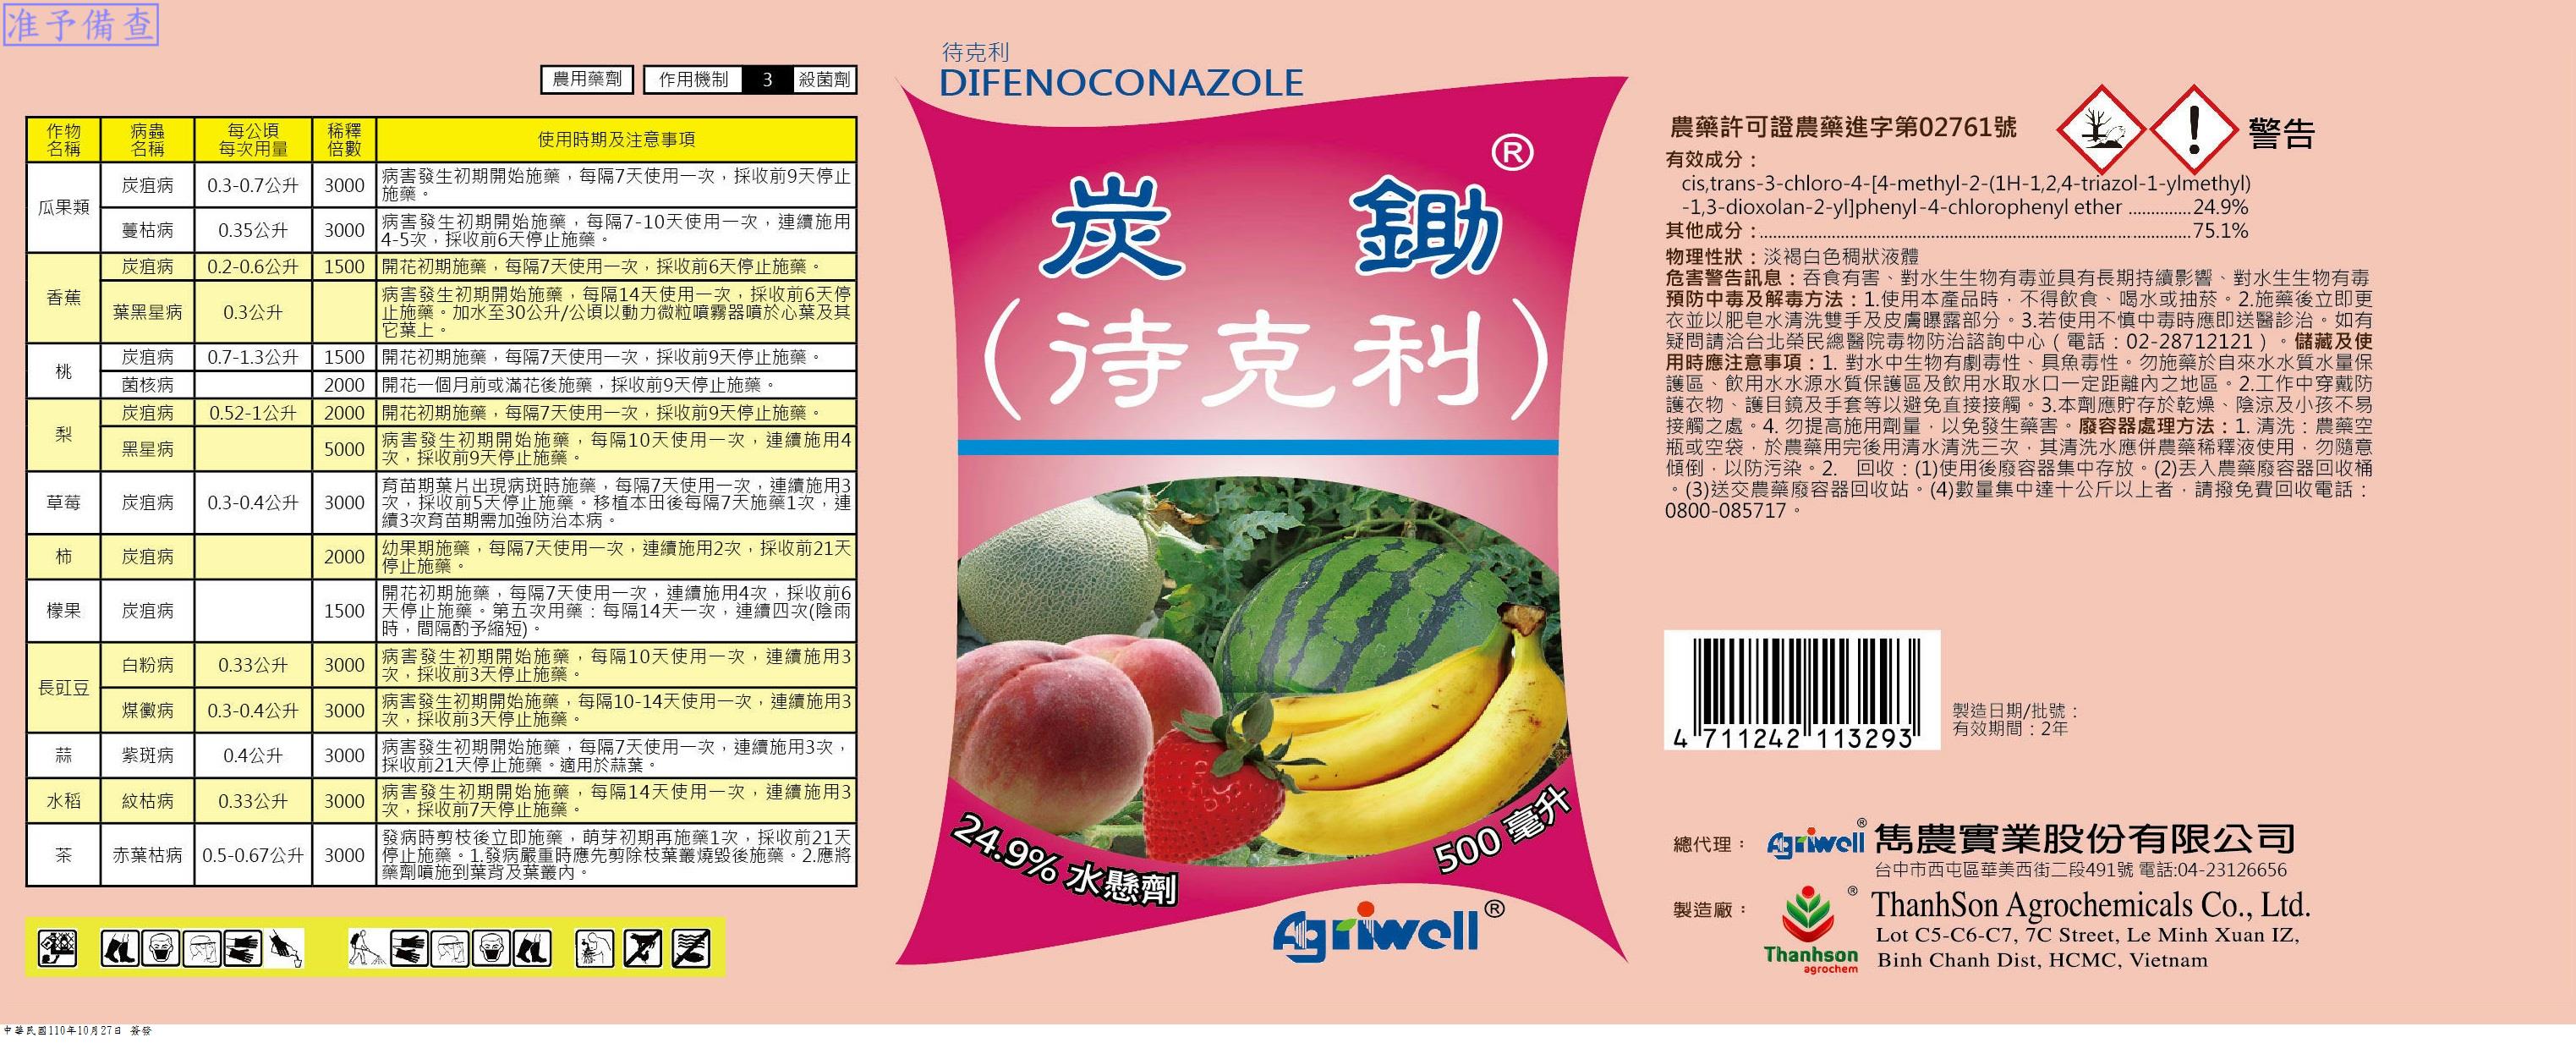 准予備查
農用藥劑 作用機制 3 殺菌劑
作物名稱 病蟲名稱 每公頃每次用量 稀釋倍數 使用時期及注意事項
瓜果類 炭疽病 0.3-0.7公升 3000 病害發生初期開始施藥，每隔7天使用一次，採收前9天停止
施藥。
蔓枯病 0.35公升 3000 病害發生初期開始施藥，每隔7-10天使用一次，連續施用
4-5次，採收前6天停止施藥。
香蕉 炭疽病 0.2-0.6公升 1500 開花初期施藥，每隔7天使用一次，採收前6天停止施藥。
葉黑星病 0.3公升 病害發生初期開始施藥，每隔14天使用一次，採收前6天停
止施藥。加水至30公升/公頃以動力微粒噴霧器噴於心葉及其
它葉上。
桃 炭疽病 0.7-1.3公升 1500 開花初期施藥，每隔7天使用一次，採收前9天停止施藥。
菌核病 2000 開花一個月前或滿花後施藥，採收前9天停止施藥。
梨 炭疽病 0.52-1公升 2000 開花初期施藥，每隔7天使用一次，採收前9天停止施藥。
黑星病 5000 病害發生初期開始施藥，每隔10天使用一次，連續施用4
次，採收前9天停止施藥。
草莓 炭疽病 0.3-0.4公升 3000 育苗期葉片出現病斑時施藥，每隔7天使用一次，連續施用3
次，採收前5天停止施藥。移植本田後每隔7天施藥1次，連
續3次育苗期需加強防治本病。
柿 炭疽病 2000 幼果期施藥，每隔7天使用一次，連續施用2次，採收前21天
停止施藥。
檬果 炭疽病 1500 開花初期施藥，每隔7天使用一次，連續施用4次，採收前6
天停止施藥。第五次用藥：每隔14天一次，連續四次(陰雨
時，間隔酌予縮短)。
長豇豆 白粉病 0.33公升 3000 病害發生初期開始施藥，每隔10天使用一次，連續施用3
次，採收前3天停止施藥。
煤黴病 0.3-0.4公升 3000 病害發生初期開始施藥，每隔10-14天使用一次，連續施用3
次，採收前3天停止施藥。
蒜 紫斑病 0.4公升 3000 病害發生初期開始施藥，每隔7天使用一次，連續施用3次，
採收前21天停止施藥。適用於蒜葉。
水稻 紋枯病 0.33公升 3000 病害發生初期開始施藥，每隔14天使用一次，連續施用3
次，採收前7天停止施藥。
茶 赤葉枯病 0.5-0.67公升 3000 發病時剪枝後立即施藥，萌芽初期再施藥1次，採收前21天
停止施藥。1.發病嚴重時應先剪除枝葉叢燒毀後施藥。2.應將
藥劑噴施到葉背及葉叢內。
中華民國110年10月27日 簽發
待克利
DIFENOCONAZOLE
炭 鋤®
(待克利)
24.9% 水懸劑
500 毫升
Agriwell®
農藥許可證農藥進字第02761號
警告
有效成分：
cis,trans-3-chloro-4-[4-methyl-2-(1H-1,2,4-triazol-1-ylmethyl)
-1,3-dioxolan-2-yl]phenyl-4-chlorophenyl ether ..............24.9%
其他成分：................................................................75.1%
物理性狀：淡褐白色稠狀液體
危害警告訊息：吞食有害、對水生生物有毒並具有長期持續影響、對水生生物有毒
預防中毒及解毒方法：1.使用本產品時，不得飲食、喝水或抽菸。2.施藥後立即更
衣並以肥皂水清洗雙手及皮膚曝露部分。3.若使用不慎中毒時應即送醫診治。如有
疑問請洽台北榮民總醫院毒物防治諮詢中心（電話：02-28712121）。儲藏及使
用時應注意事項：1. 對水中生物有劇毒性、具魚毒性。勿施藥於自來水水質水量保
護區、飲用水水源水質保護區及飲用水取水口一定距離內之地區。2.工作中穿戴防
護衣物、護目鏡及手套等以避免直接接觸。3.本劑應貯存於乾燥、陰涼及小孩不易
接觸之處。4. 勿提高施用劑量，以免發生藥害。廢容器處理方法：1. 清洗：農藥空
瓶或空袋，於農藥用完後用清水清洗三次，其清洗水應併農藥稀釋液使用，勿隨意
傾倒，以防污染。2. 回收：(1)使用後廢容器集中存放。(2)丟入農藥廢容器回收桶
。(3)送交農藥廢容器回收站。(4)數量集中達十公斤以上者，請撥免費回收電話：
0800-085717。
4 711242 113293
製造日期/批號：
有效期間：2年
總代理： Agriwell® 雋農實業股份有限公司
台中市西屯區華美西街二段491號 電話:04-23126656
製造廠： Thanhson agrochem ® ThanhSon Agrochemicals Co., Ltd.
Lot C5-C6-C7, 7C Street, Le Minh Xuan IZ,
Binh Chanh Dist, HCMC, Vietnam